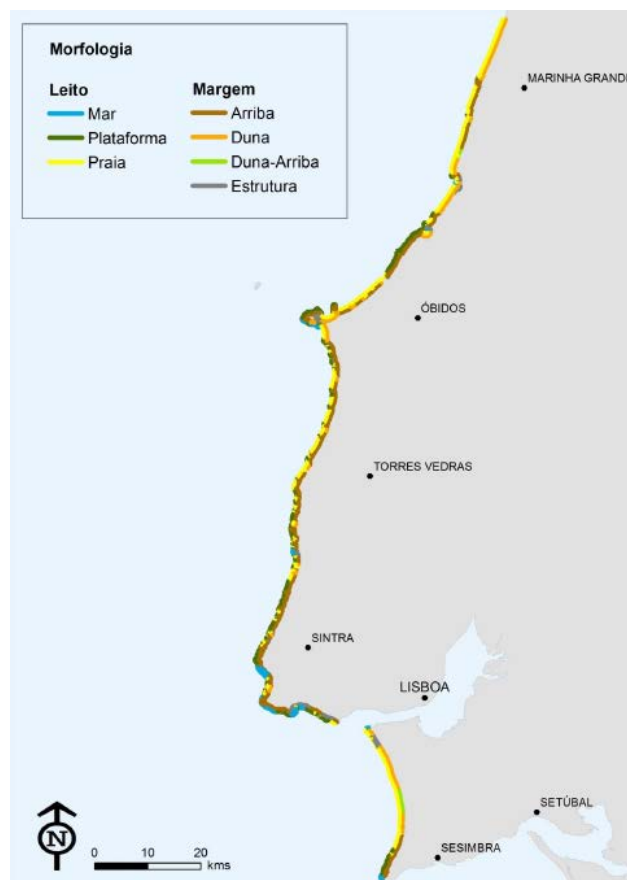 Morfologia
Leito
Mar
Plataforma
Praia
Margem
Arriba
Duna
Duna-Arriba
Estrutura
MARINHA GRANDE
ÓBIDOS
TORRES VEDRAS
SINTRA
LISBOA
SETÚBAL
SESIMBRA
N
0 10 20
kms